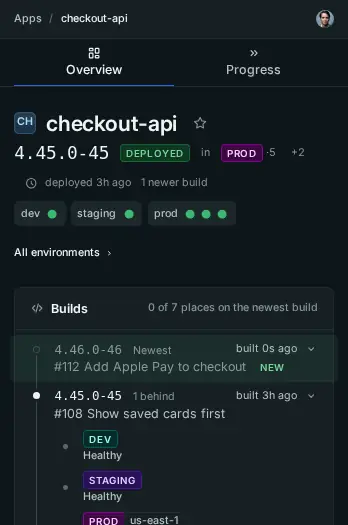 Apps / checkout-api
Overview
Progress
CH checkout-api
4.45.0-45 DEPLOYED in PROD ·5 +2
deployed 3h ago 1 newer build
dev staging prod
All environments ›
Builds 0 of 7 places on the newest build
4.46.0-46 Newest built 0s ago
#112 Add Apple Pay to checkout NEW
4.45.0-45 1 behind built 3h ago
#108 Show saved cards first
DEV
Healthy
STAGING
Healthy
PROD us-east-1